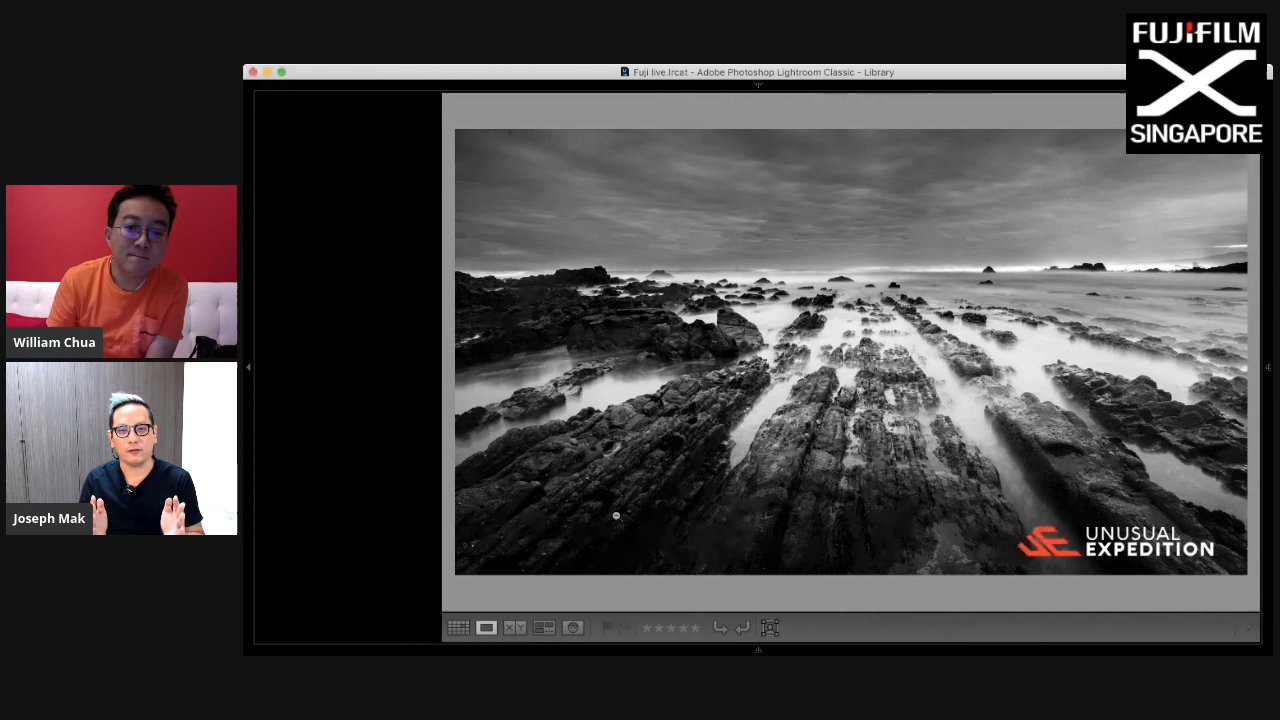 FUJIFILM
X
SINGAPORE
Fuji live.lrcat - Adobe Photoshop Lightroom Classic - Library
William Chua
Joseph Mak
UNUSUAL
EXPEDITION
X Y